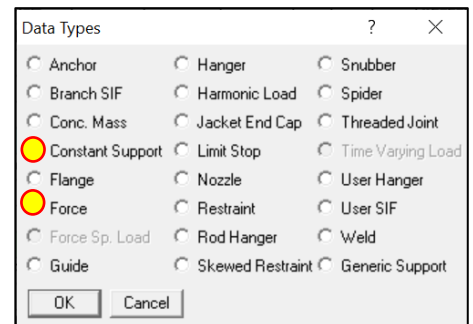 Data Types ? ×
Anchor Hanger Snubber
Branch SIF Harmonic Load Spider
Conc. Mass Jacket End Cap Threaded Joint
Constant Support Limit Stop Time Varying Load
Flange Nozzle User Hanger
Force Restraint User SIF
Force Sp. Load Rod Hanger Weld
Guide Skewed Restraint Generic Support
OK Cancel